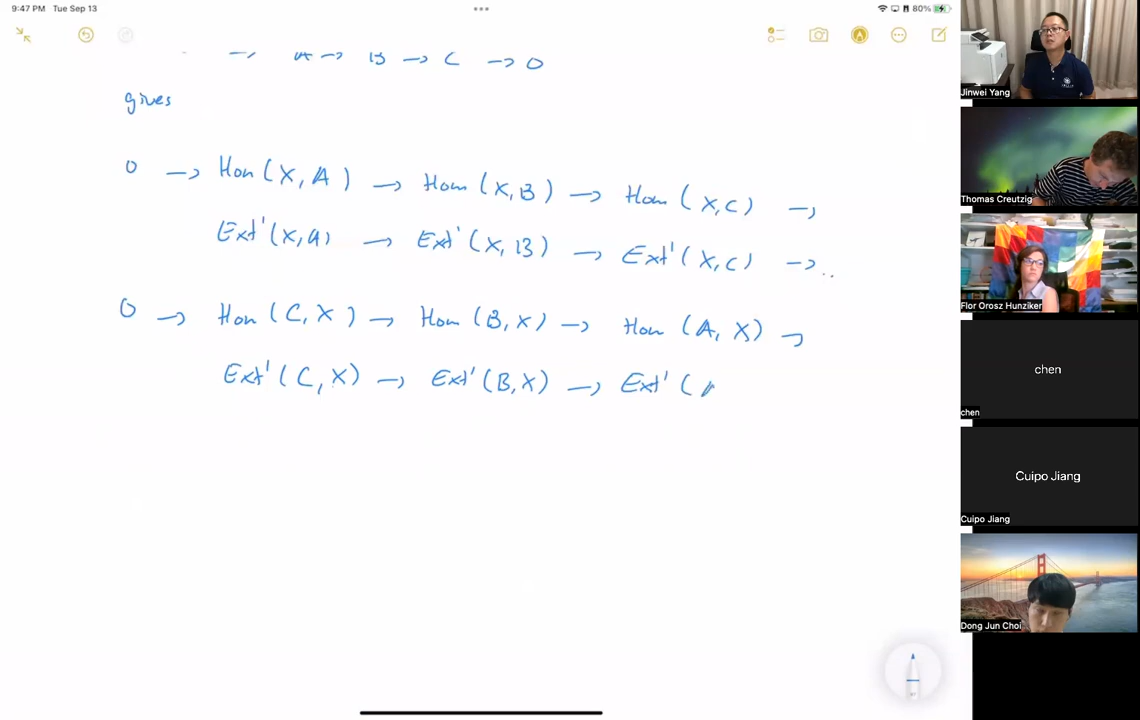 9:47 PM Tue Sep 13
80%
→ A → B → C → 0
gives
0 → Hom (X, A) → Hom (X, B) → Hom (X, C) →
Ext¹ (X, A) → Ext¹ (X, B) → Ext¹ (X, C) → ..
0 → Hom (C, X) → Hom (B, X) → Hom (A, X) →
Ext¹ (C, X) → Ext¹ (B, X) → Ext¹ (
Jinwei Yang
Thomas Creutzig
Flor Orosz Hunziker
chen
chen
Cuipo Jiang
Cuipo Jiang
Dong Jun Choi